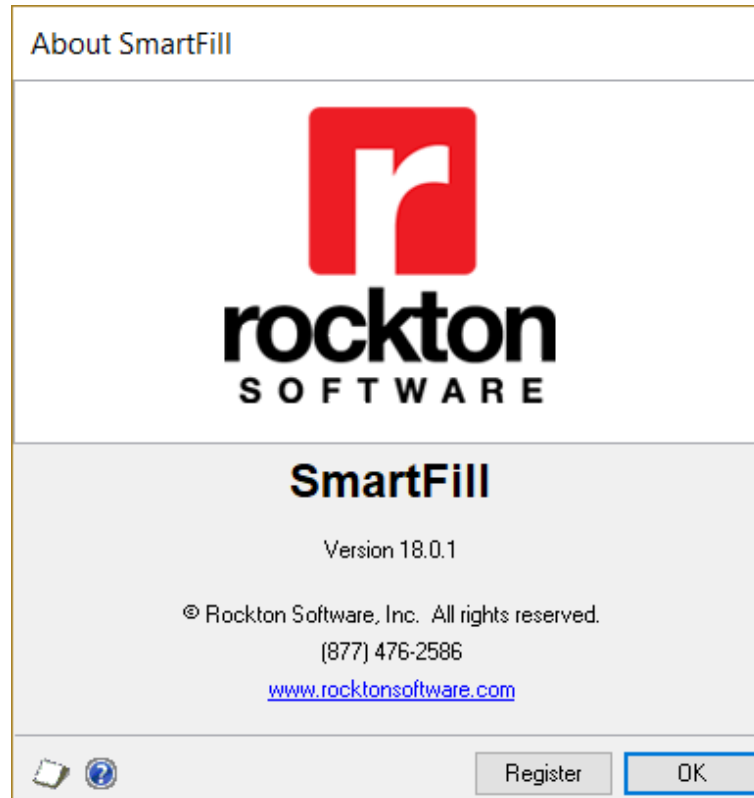 About SmartFill
r
rockton
SOFTWARE
SmartFill
Version 18.0.1
© Rockton Software, Inc. All rights reserved.
(877) 476-2586
www.rocktonsoftware.com
Register
OK